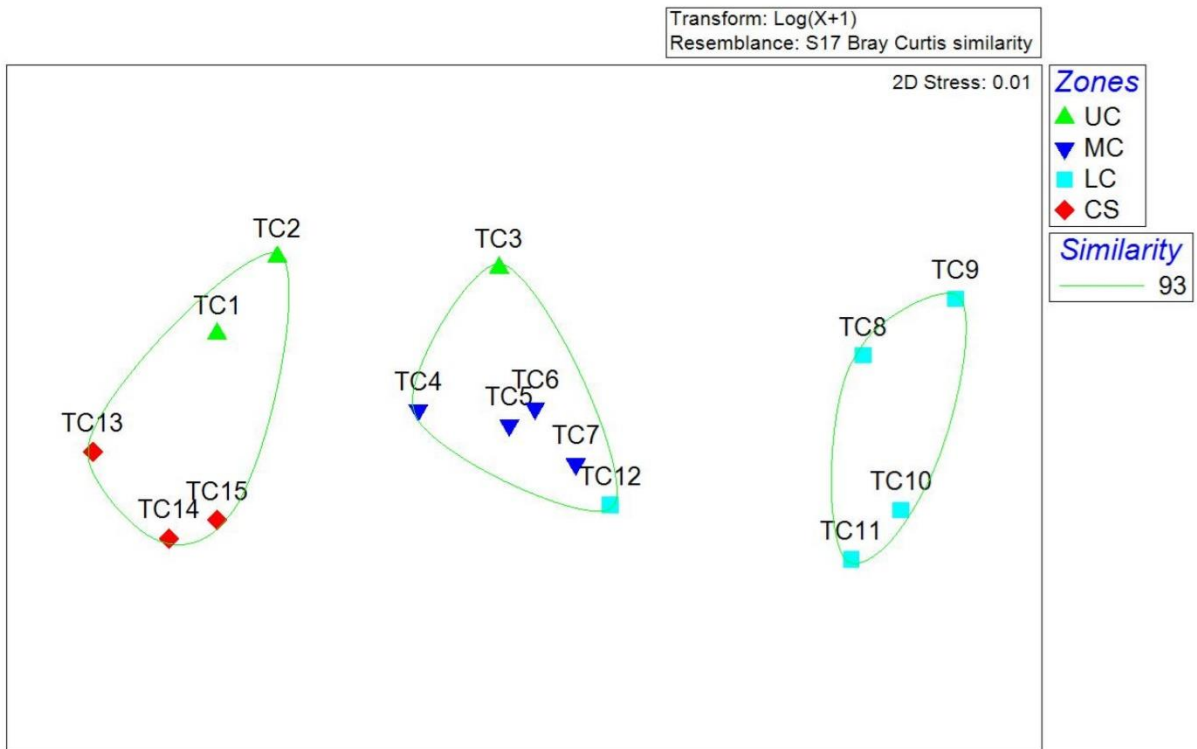 Transform: Log(X+1)
Resemblance: S17 Bray Curtis similarity
2D Stress: 0.01
Zones
UC
MC
LC
CS
Similarity
93
TC2
TC3
TC9
TC1
TC8
TC4
TC6
TC5
TC13
TC7
TC12
TC10
TC15
TC14
TC11